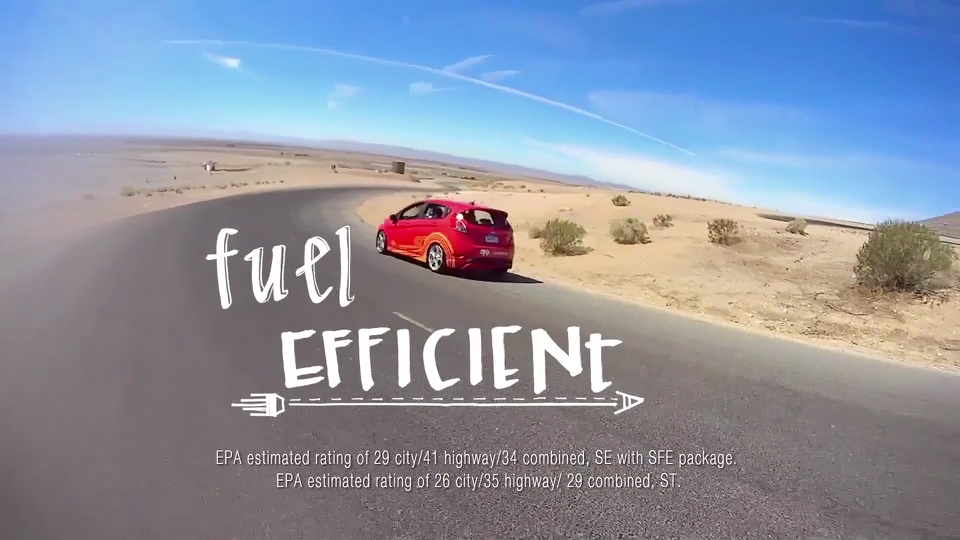 fuel
EFFICIENT
EPA estimated rating of 29 city/41 highway/34 combined, SE with SFE package.
EPA estimated rating of 26 city/35 highway/ 29 combined, ST.